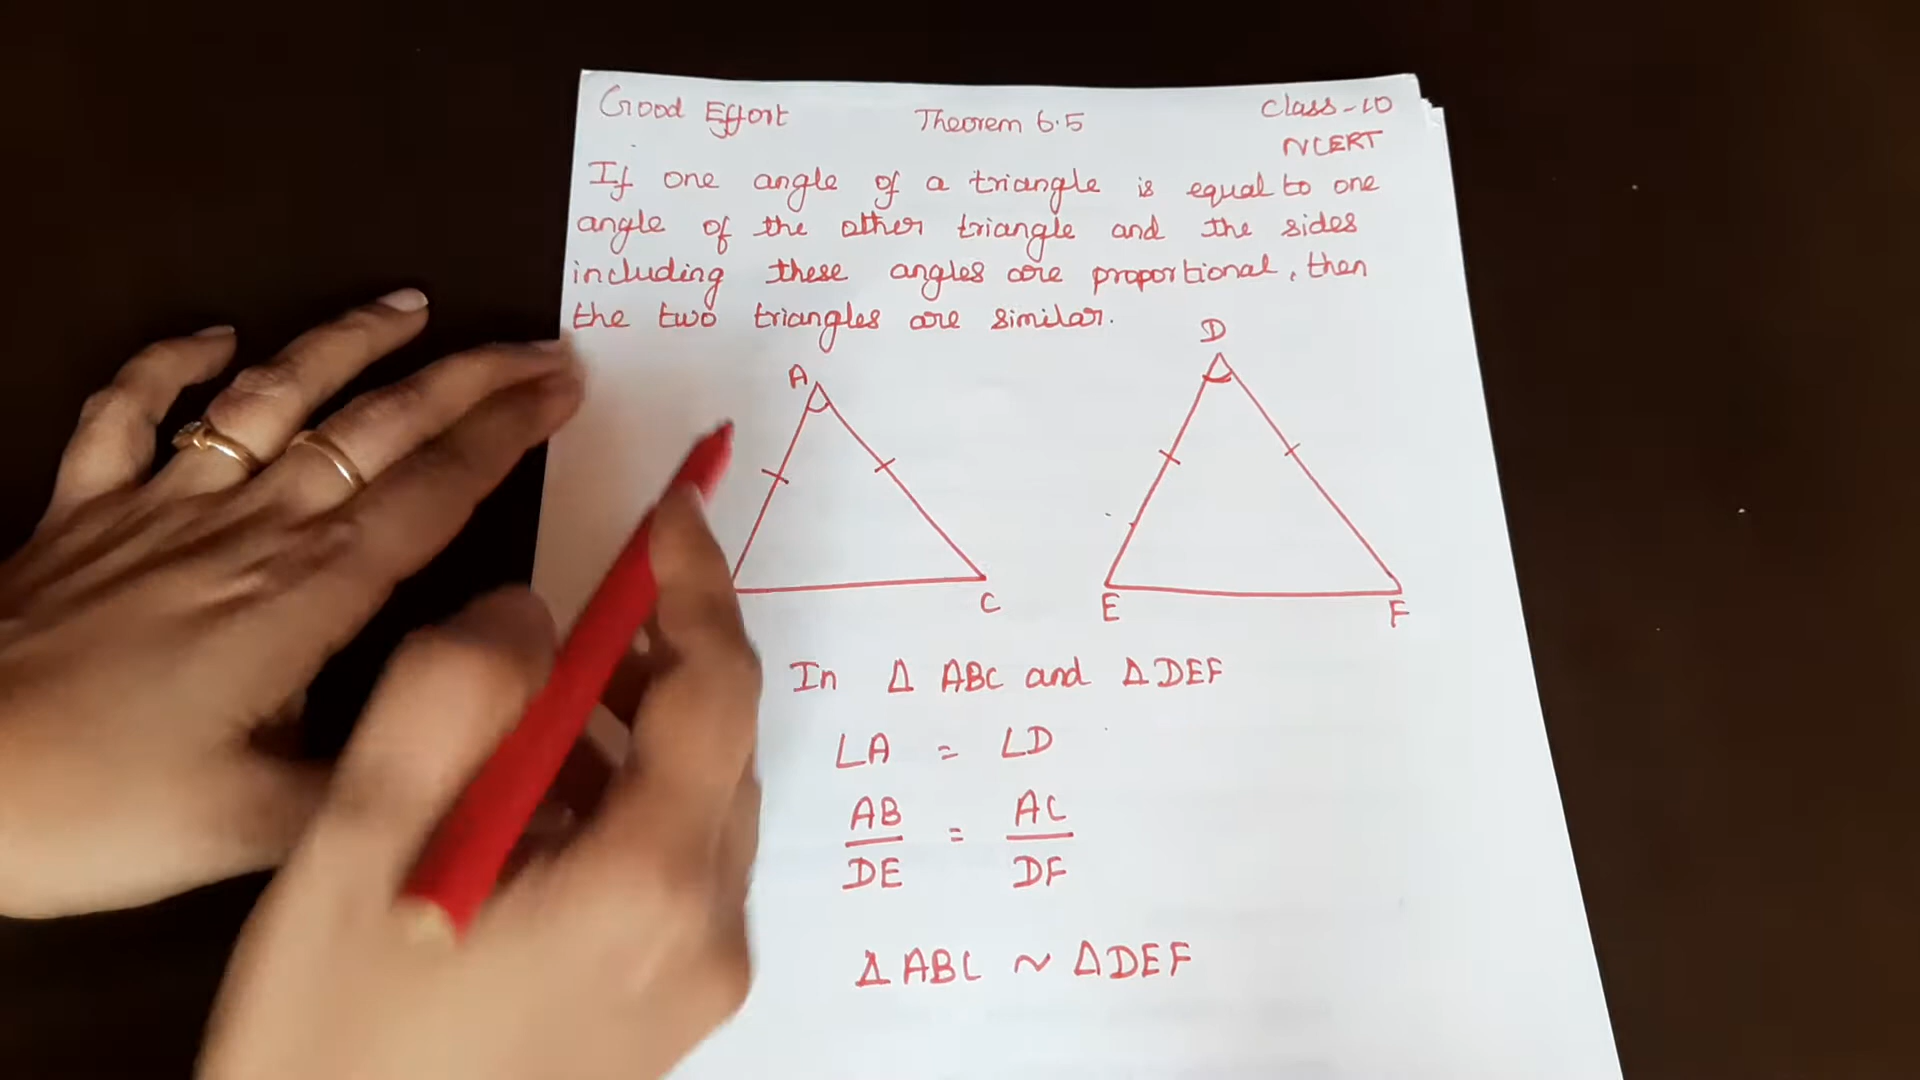 Good Effort Theorem 6.5 Class-10
NCERT
If one angle of a triangle is equal to one
angle of the other triangle and the sides
including these angles are proportional, then
the two triangles are similar.
A
D
C
E
F
In Δ ABC and Δ DEF
∠A = ∠D
AB AC
= 
DE DF
Δ ABC ~ Δ DEF